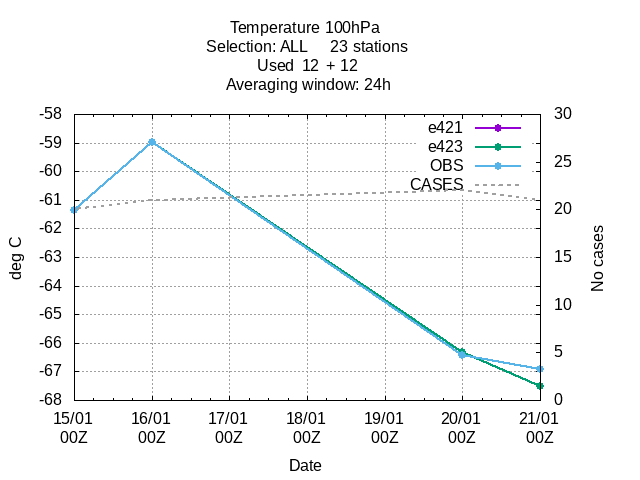 Temperature 100hPa
Selection: ALL 23 stations
Used 12 + 12
Averaging window: 24h
-58
-59
-60
-61
-62
-63
-64
-65
-66
-67
-68
deg C
30
25
20
15
10
5
0
No cases
e421
e423
OBS
CASES
15/01 16/01 17/01 18/01 19/01 20/01 21/01
00Z 00Z 00Z 00Z 00Z 00Z 00Z
Date